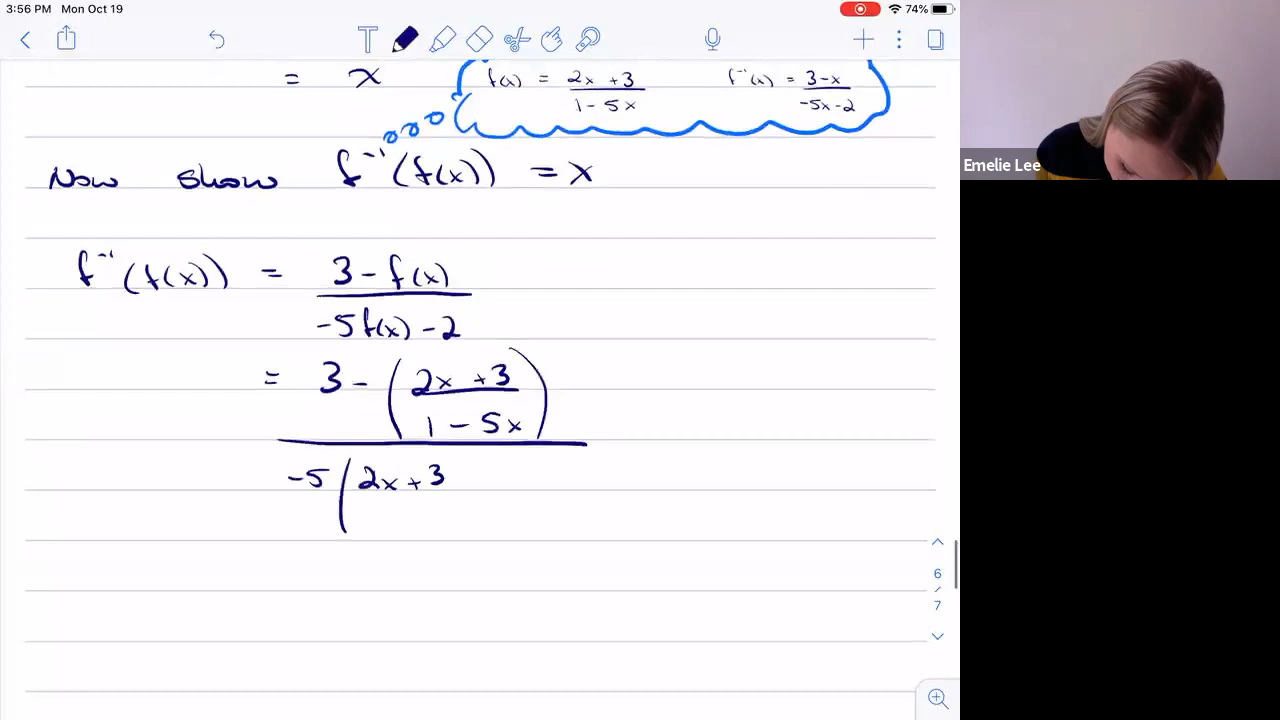 3:56 PM Mon Oct 19
74%
T
= x
f(x) = 2x + 3 / 1 - 5x
f⁻¹(x) = 3 - x / -5x - 2
Now show f⁻¹(f(x)) = x
Emelie Lee
f⁻¹(f(x)) = 3 - f(x)
-5f(x) - 2
= 3 - (2x + 3
1 - 5x)
-5(2x + 3
6
/
7